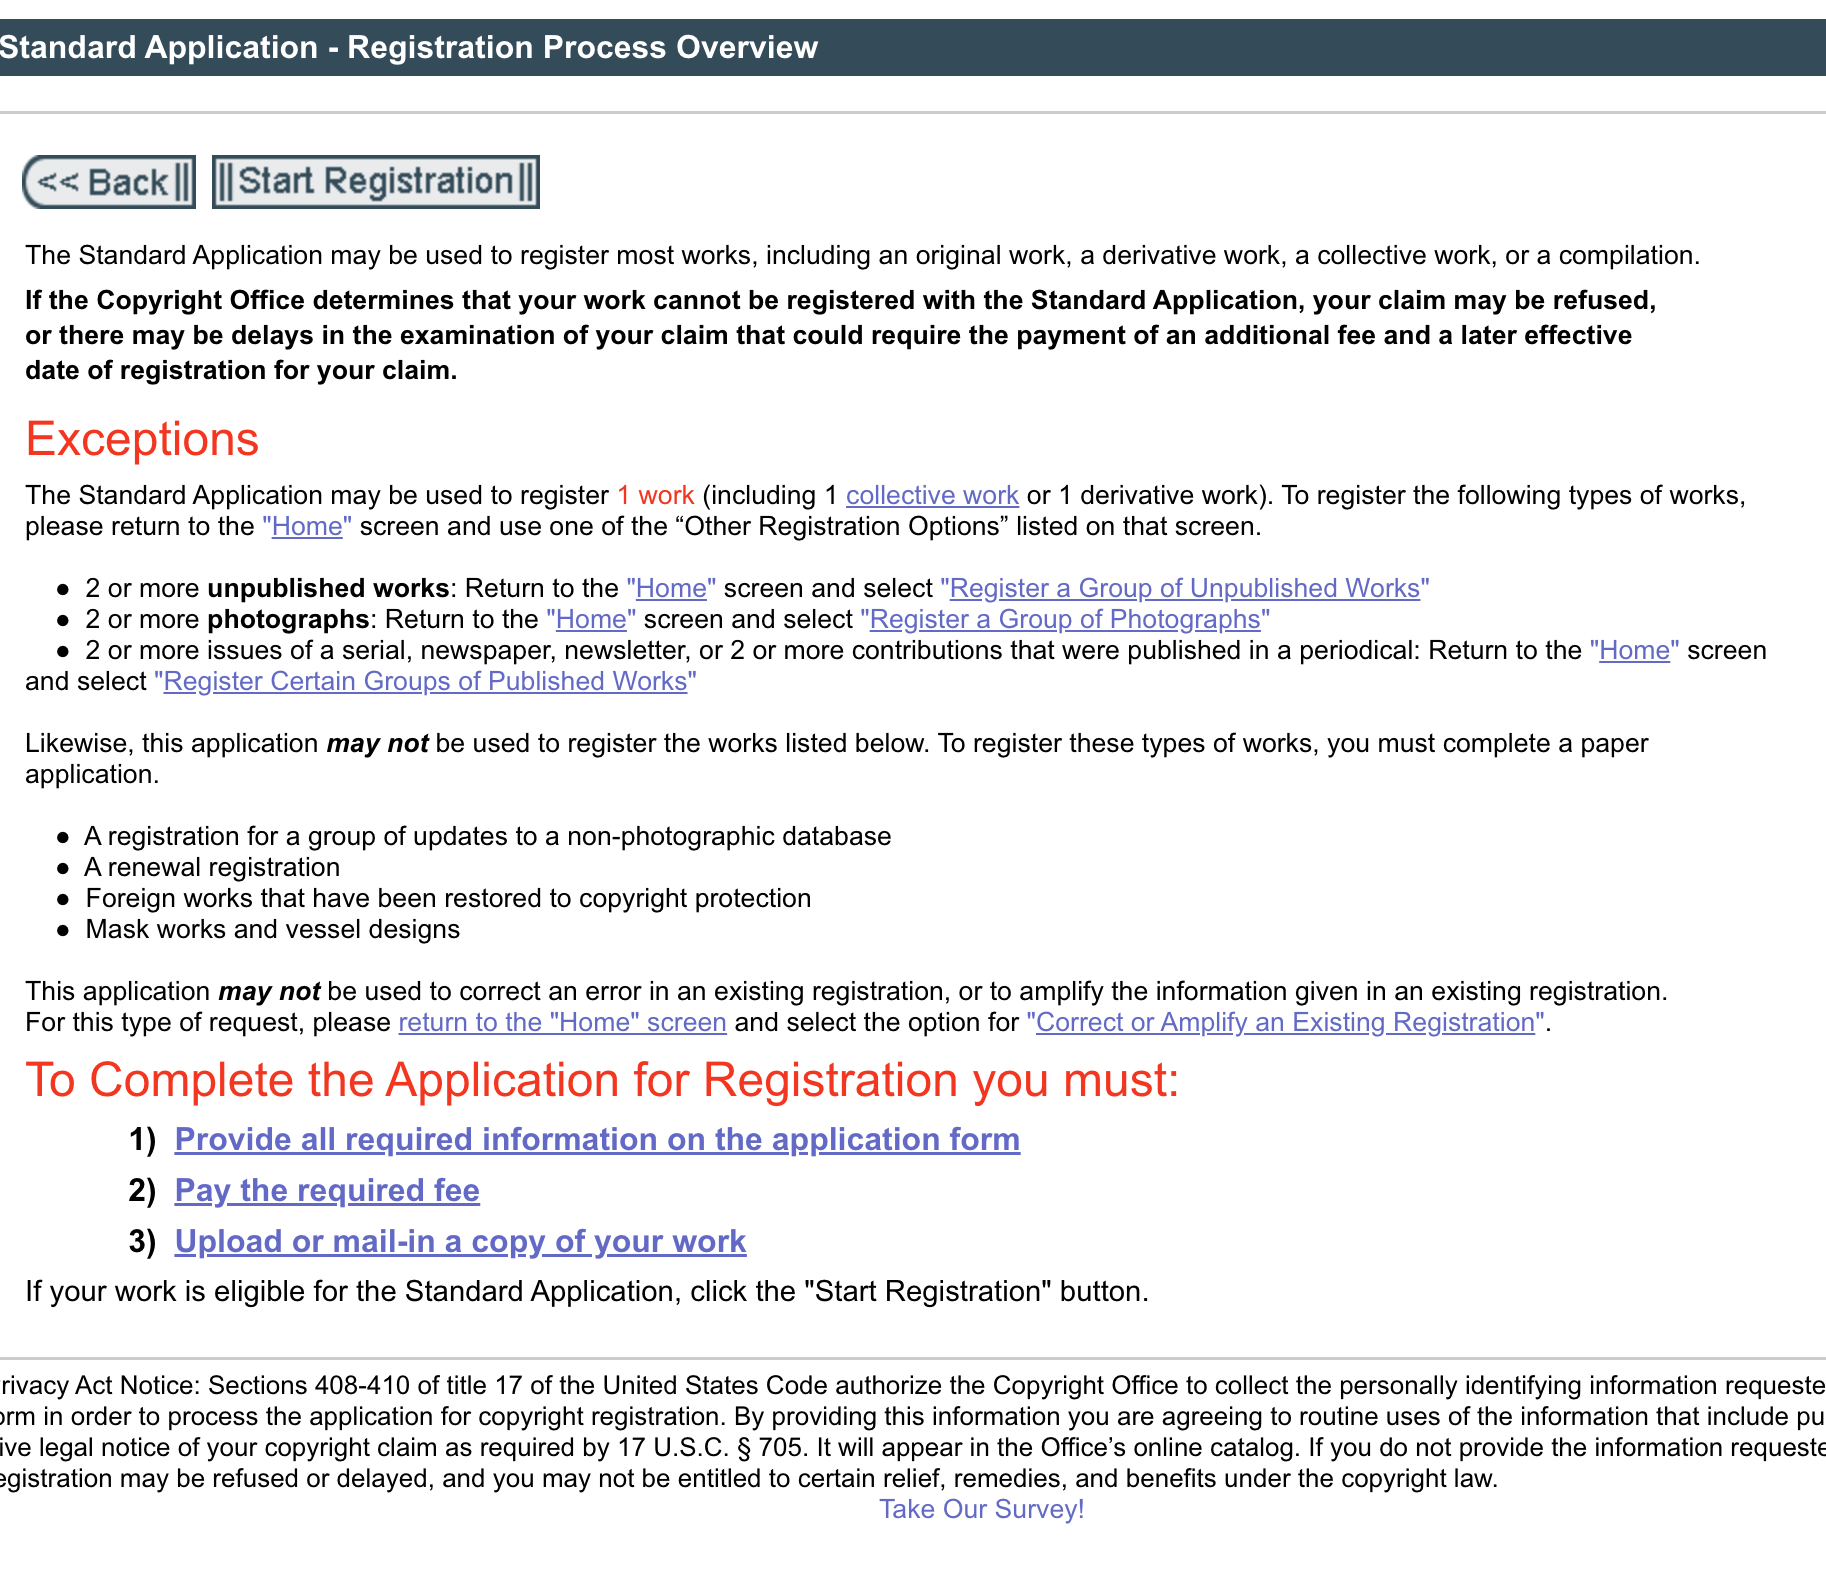 Standard Application - Registration Process Overview
<< Back
Start Registration
The Standard Application may be used to register most works, including an original work, a derivative work, a collective work, or a compilation.
If the Copyright Office determines that your work cannot be registered with the Standard Application, your claim may be refused,
or there may be delays in the examination of your claim that could require the payment of an additional fee and a later effective
date of registration for your claim.
Exceptions
The Standard Application may be used to register 1 work (including 1 collective work or 1 derivative work). To register the following types of works,
please return to the "Home" screen and use one of the “Other Registration Options” listed on that screen.
● 2 or more unpublished works: Return to the "Home" screen and select "Register a Group of Unpublished Works"
● 2 or more photographs: Return to the "Home" screen and select "Register a Group of Photographs"
● 2 or more issues of a serial, newspaper, newsletter, or 2 or more contributions that were published in a periodical: Return to the "Home" screen
and select "Register Certain Groups of Published Works"
Likewise, this application may not be used to register the works listed below. To register these types of works, you must complete a paper
application.
● A registration for a group of updates to a non-photographic database
● A renewal registration
● Foreign works that have been restored to copyright protection
● Mask works and vessel designs
This application may not be used to correct an error in an existing registration, or to amplify the information given in an existing registration.
For this type of request, please return to the "Home" screen and select the option for "Correct or Amplify an Existing Registration".
To Complete the Application for Registration you must:
1) Provide all required information on the application form
2) Pay the required fee
3) Upload or mail-in a copy of your work
If your work is eligible for the Standard Application, click the "Start Registration" button.
rivacy Act Notice: Sections 408-410 of title 17 of the United States Code authorize the Copyright Office to collect the personally identifying information requeste
orm in order to process the application for copyright registration. By providing this information you are agreeing to routine uses of the information that include pu
ive legal notice of your copyright claim as required by 17 U.S.C. § 705. It will appear in the Office’s online catalog. If you do not provide the information requeste
egistration may be refused or delayed, and you may not be entitled to certain relief, remedies, and benefits under the copyright law.
Take Our Survey!